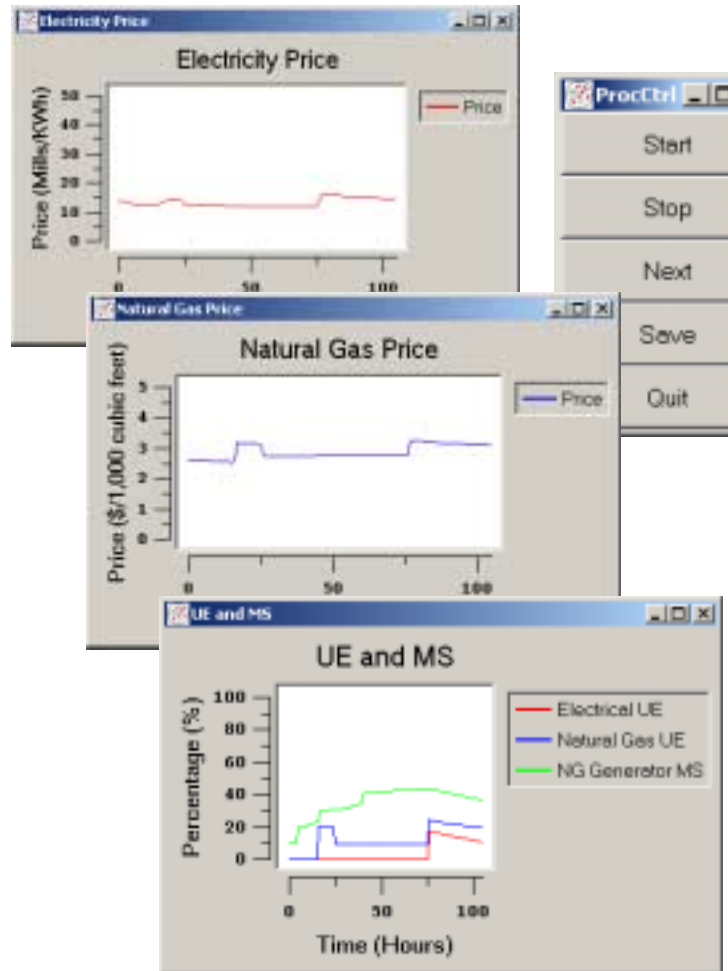 Electricity Price
Electricity Price
Price (Mills/KWh)
50
40
30
20
10
0
0
100
Price
ProcCtrl
Start
Stop
Next
Save
Quit
Natural Gas Price
Natural Gas Price
Price ($/1,000 cubic feet)
5
4
3
2
1
0
0
50
100
Price
UE and MS
UE and MS
Percentage (%)
100
80
60
40
20
0
0
50
100
Time (Hours)
Electrical UE
Natural Gas UE
NG Generator MS